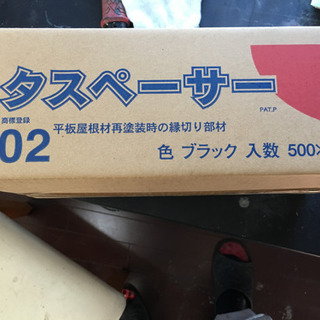 タスペーサー
PAT.P
商標登録
02 平板屋根材再塗装時の縁切り部材
色 ブラック 入数 500×